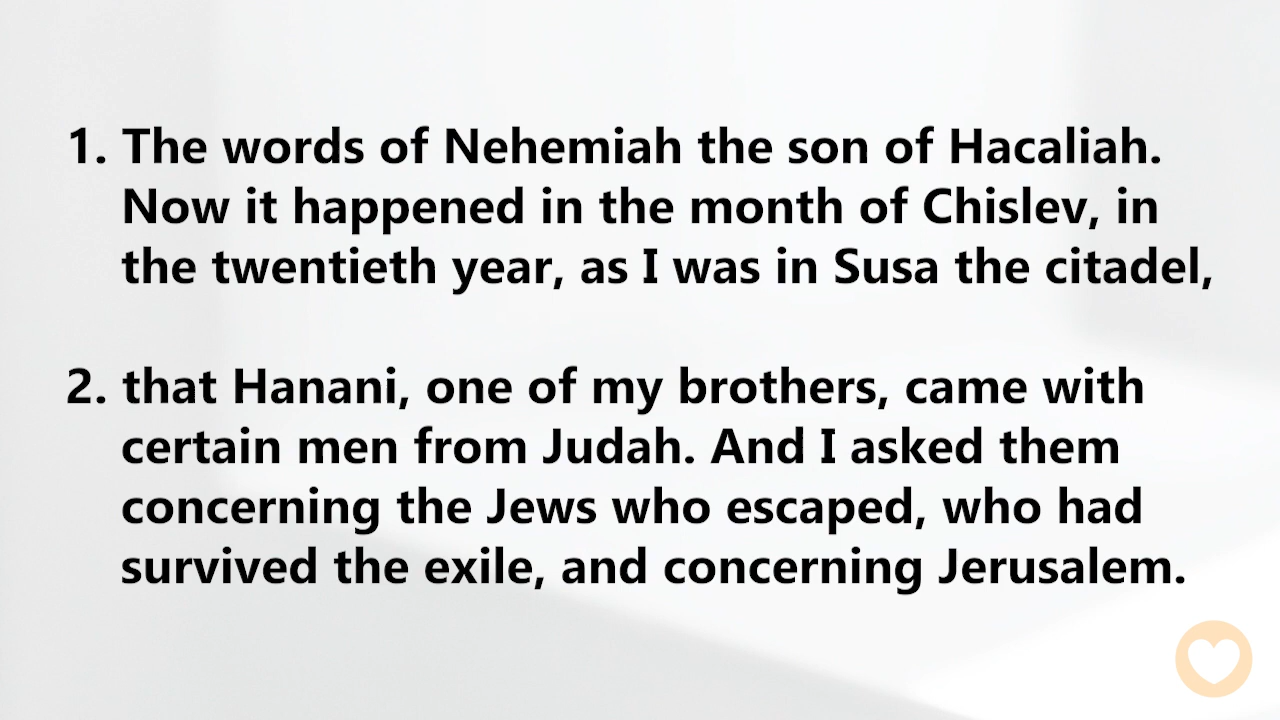 1. The words of Nehemiah the son of Hacaliah.
Now it happened in the month of Chislev, in
the twentieth year, as I was in Susa the citadel,
2. that Hanani, one of my brothers, came with
certain men from Judah. And I asked them
concerning the Jews who escaped, who had
survived the exile, and concerning Jerusalem.